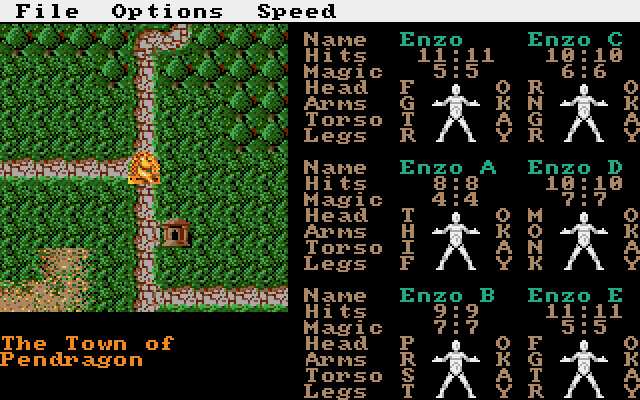 File Options Speed
Name Enzo Enzo C
Hits 11:11 10:10
Magic 5:5 6:6
Head F O R O
Arms G K N K
Torso T A G A
Legs R Y R Y
Name Enzo A Enzo D
Hits 8:8 10:10
Magic 4:4 7:7
Head T O M O
Arms H K O K
Torso I A N A
Legs F Y K Y
Name Enzo B Enzo E
Hits 9:9 11:11
Magic 7:7 5:5
Head P O F O
Arms R K G K
Torso S A T A
Legs T Y R Y
The Town of
Pendragon